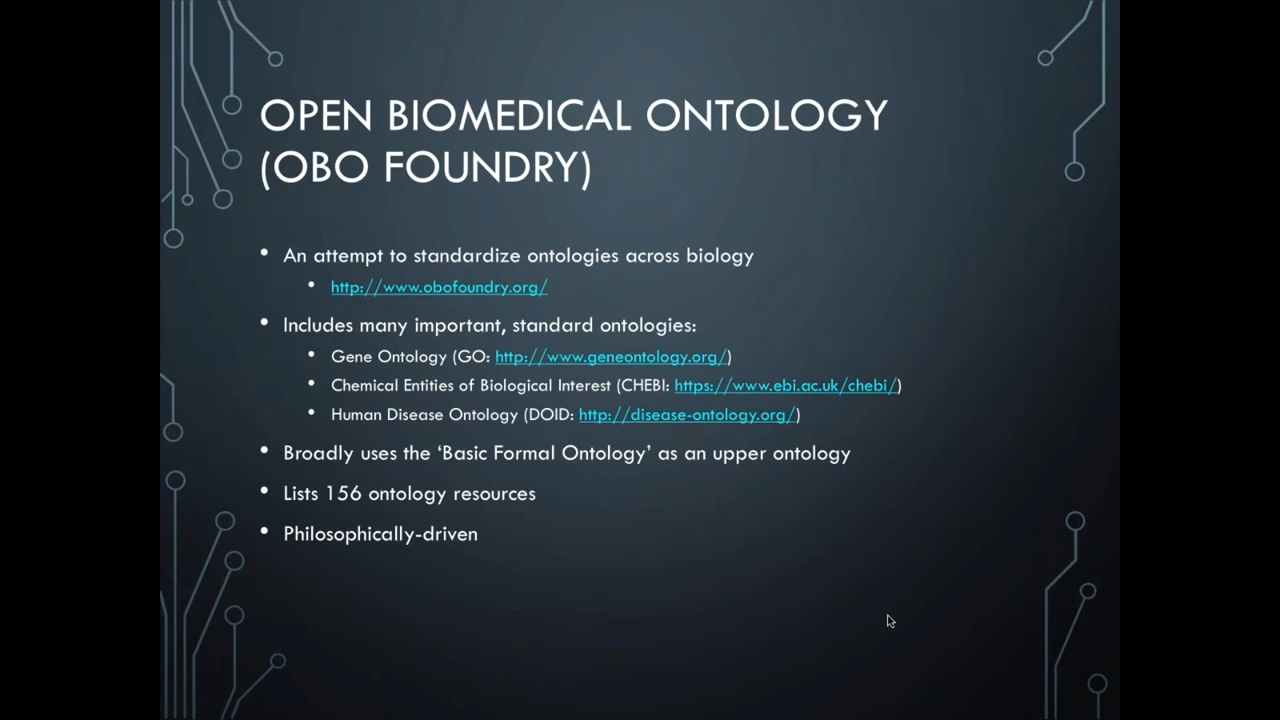 OPEN BIOMEDICAL ONTOLOGY
(OBO FOUNDRY)
• An attempt to standardize ontologies across biology
• http://www.obofoundry.org/
• Includes many important, standard ontologies:
• Gene Ontology (GO: http://www.geneontology.org/)
• Chemical Entities of Biological Interest (CHEBI: https://www.ebi.ac.uk/chebi/)
• Human Disease Ontology (DOID: http://disease-ontology.org/)
• Broadly uses the ‘Basic Formal Ontology’ as an upper ontology
• Lists 156 ontology resources
• Philosophically-driven